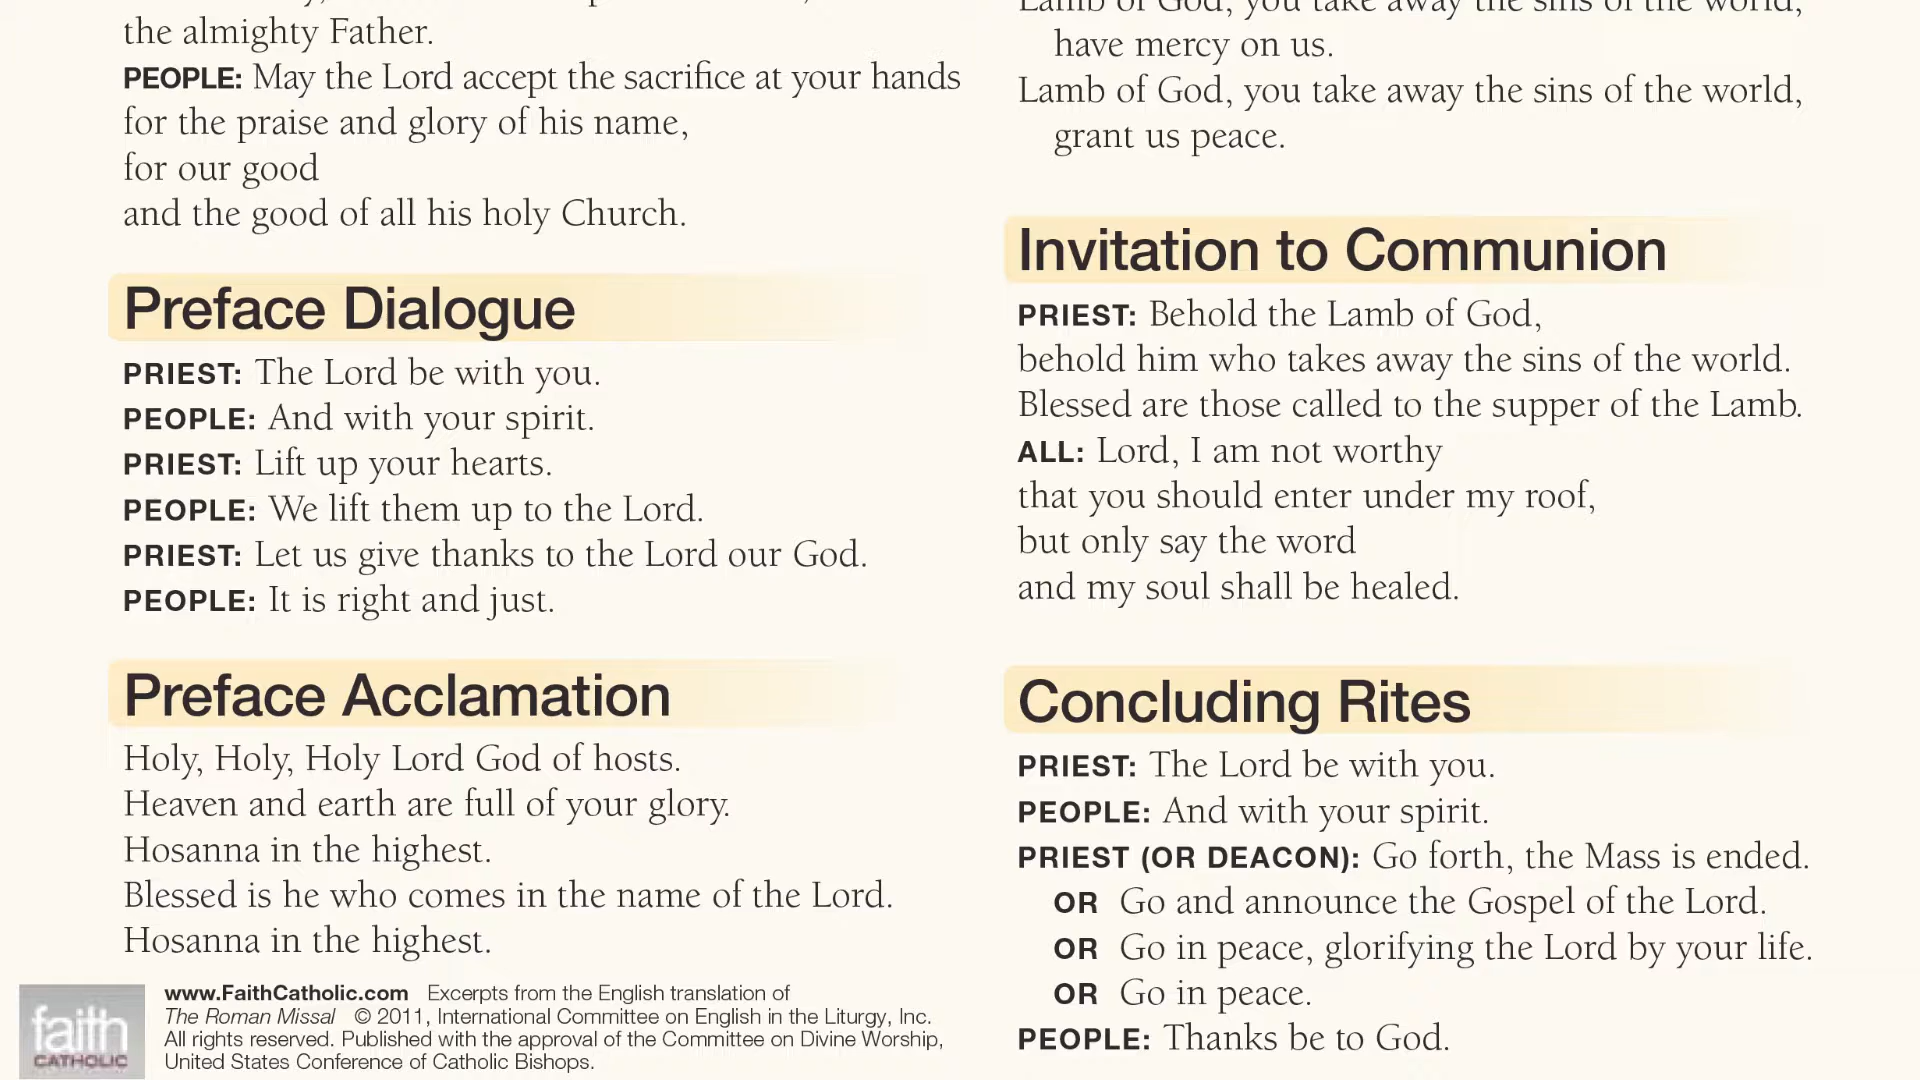 the almighty Father.
PEOPLE: May the Lord accept the sacrifice at your hands
for the praise and glory of his name,
for our good
and the good of all his holy Church.
Preface Dialogue
PRIEST: The Lord be with you.
PEOPLE: And with your spirit.
PRIEST: Lift up your hearts.
PEOPLE: We lift them up to the Lord.
PRIEST: Let us give thanks to the Lord our God.
PEOPLE: It is right and just.
Preface Acclamation
Holy, Holy, Holy Lord God of hosts.
Heaven and earth are full of your glory.
Hosanna in the highest.
Blessed is he who comes in the name of the Lord.
Hosanna in the highest.
faith
CATHOLIC
www.FaithCatholic.com Excerpts from the English translation of
The Roman Missal © 2011, International Committee on English in the Liturgy, Inc.
All rights reserved. Published with the approval of the Committee on Divine Worship,
United States Conference of Catholic Bishops.
Lamb of God, you take away the sins of the world,
have mercy on us.
Lamb of God, you take away the sins of the world,
grant us peace.
Invitation to Communion
PRIEST: Behold the Lamb of God,
behold him who takes away the sins of the world.
Blessed are those called to the supper of the Lamb.
ALL: Lord, I am not worthy
that you should enter under my roof,
but only say the word
and my soul shall be healed.
Concluding Rites
PRIEST: The Lord be with you.
PEOPLE: And with your spirit.
PRIEST (OR DEACON): Go forth, the Mass is ended.
OR Go and announce the Gospel of the Lord.
OR Go in peace, glorifying the Lord by your life.
OR Go in peace.
PEOPLE: Thanks be to God.